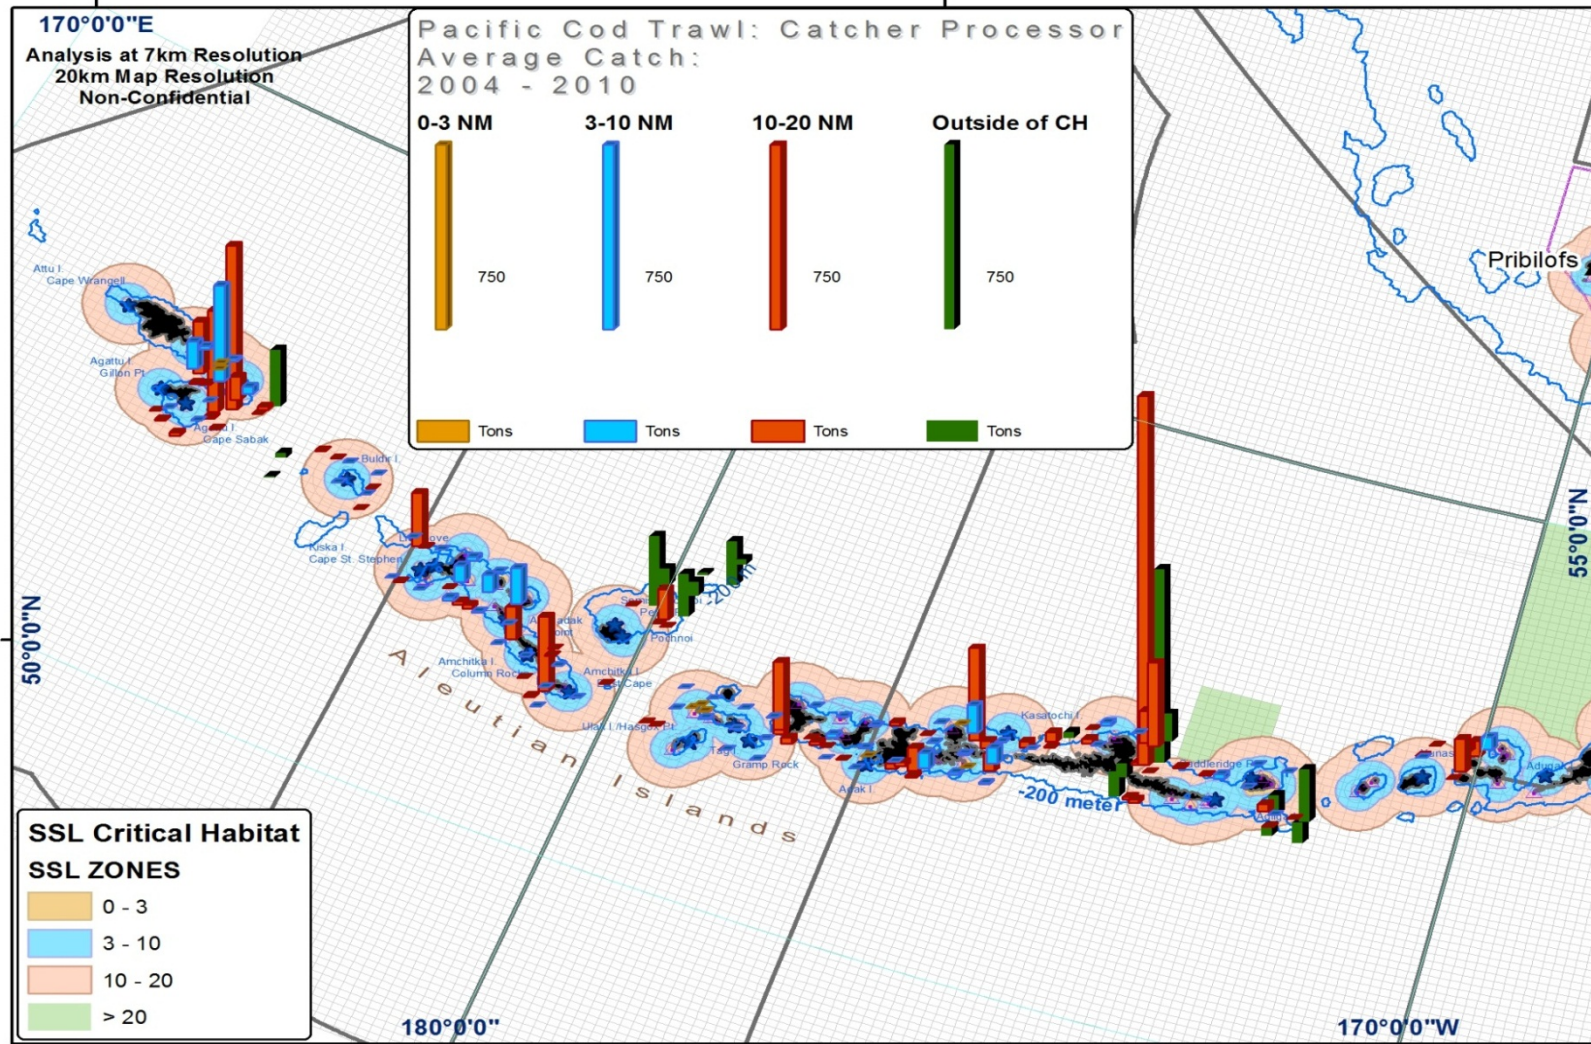 170°0'0"E
Analysis at 7km Resolution
20km Map Resolution
Non-Confidential
Pacific Cod Trawl: Catcher Processor
Average Catch:
2004 - 2010
0-3 NM 3-10 NM 10-20 NM Outside of CH
750 750 750 750
Tons Tons Tons Tons
Pribilofs
Attu I.
Cape Wrangell
Agattu I.
Gillon Pt
Cape Sabak
Buldir I.
Kiska I.
Cape St. Stephen
55°0'0"N
50°0'0"N
-200 m
Pochnoi
Amchitka I.
Column Rock
Amchitka I.
East Cape
Aleutian Islands
Ulak I./Hasgox Pt
Tag I.
Gramp Rock
Adak I.
Kasatochi I.
-200 meter
SSL Critical Habitat
SSL ZONES
0 - 3
3 - 10
10 - 20
> 20
180°0'0"
170°0'0"W